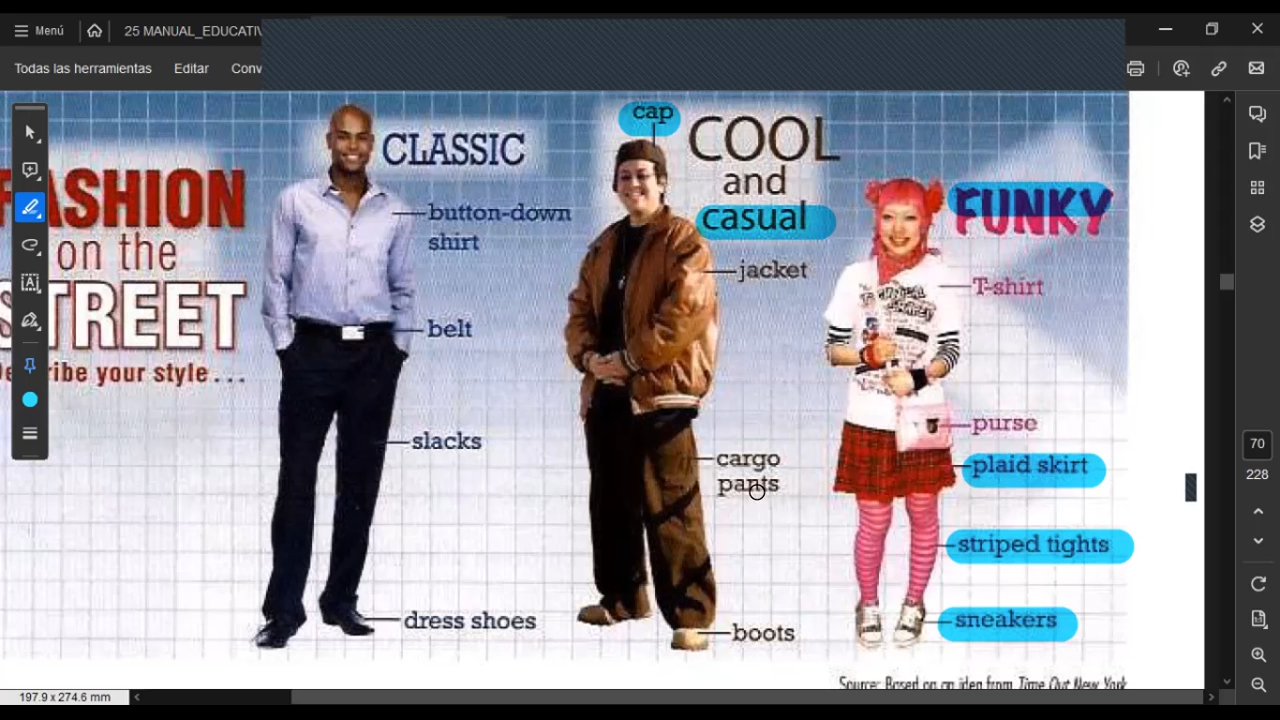 Menú
25 MANUAL_EDUCATIV
Todas las herramientas Editar Conv
FASHION
on the
STREET
ribe your style . . .
CLASSIC
button-down
shirt
belt
slacks
dress shoes
cap
COOL
and
casual
jacket
cargo
pants
boots
FUNKY
T-shirt
purse
plaid skirt
striped tights
sneakers
70
228
Source: Based on an idea from Time Out New York
197.9 x 274.6 mm